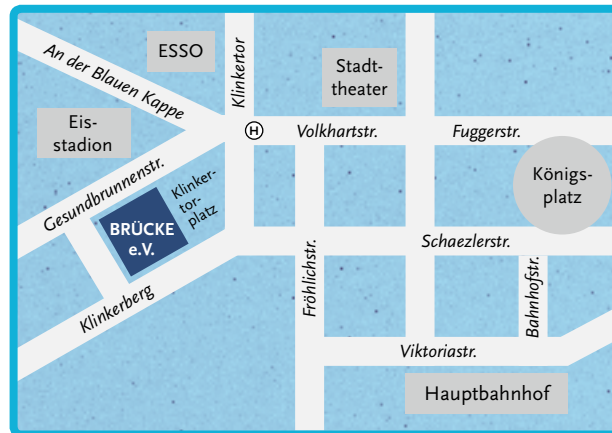 An der Blauen Kappe
ESSO
Klinkertor
Stadt-
theater
Eis-
stadion
H
Volkhartstr.
Fuggerstr.
Gesundbrunnenstr.
Klinker-
tor-
platz
Königs-
platz
BRÜCKE
e.V.
Schaezlerstr.
Klinkerberg
Fröhlichstr.
Bahnhofstr.
Viktoriastr.
Hauptbahnhof